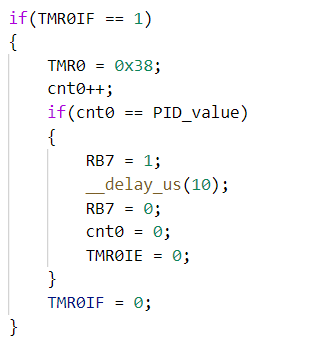 if(TMR0IF == 1)
{
    TMR0 = 0x38;
    cnt0++;
    if(cnt0 == PID_value)
    {
        RB7 = 1;
        __delay_us(10);
        RB7 = 0;
        cnt0 = 0;
        TMR0IE = 0;
    }
    TMR0IF = 0;
}